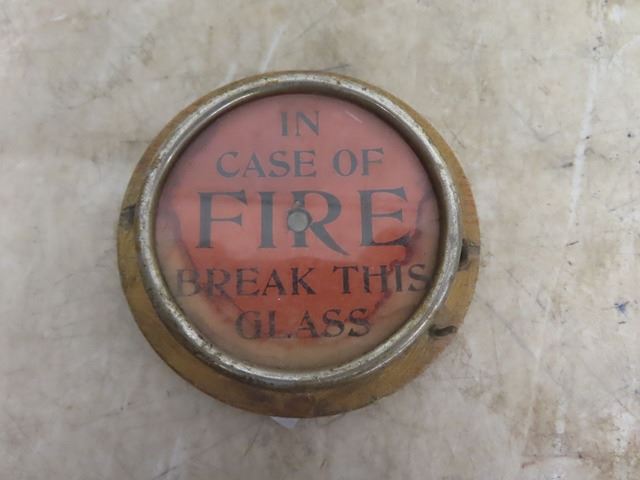 IN
CASE OF
FIRE
BREAK THIS
GLASS